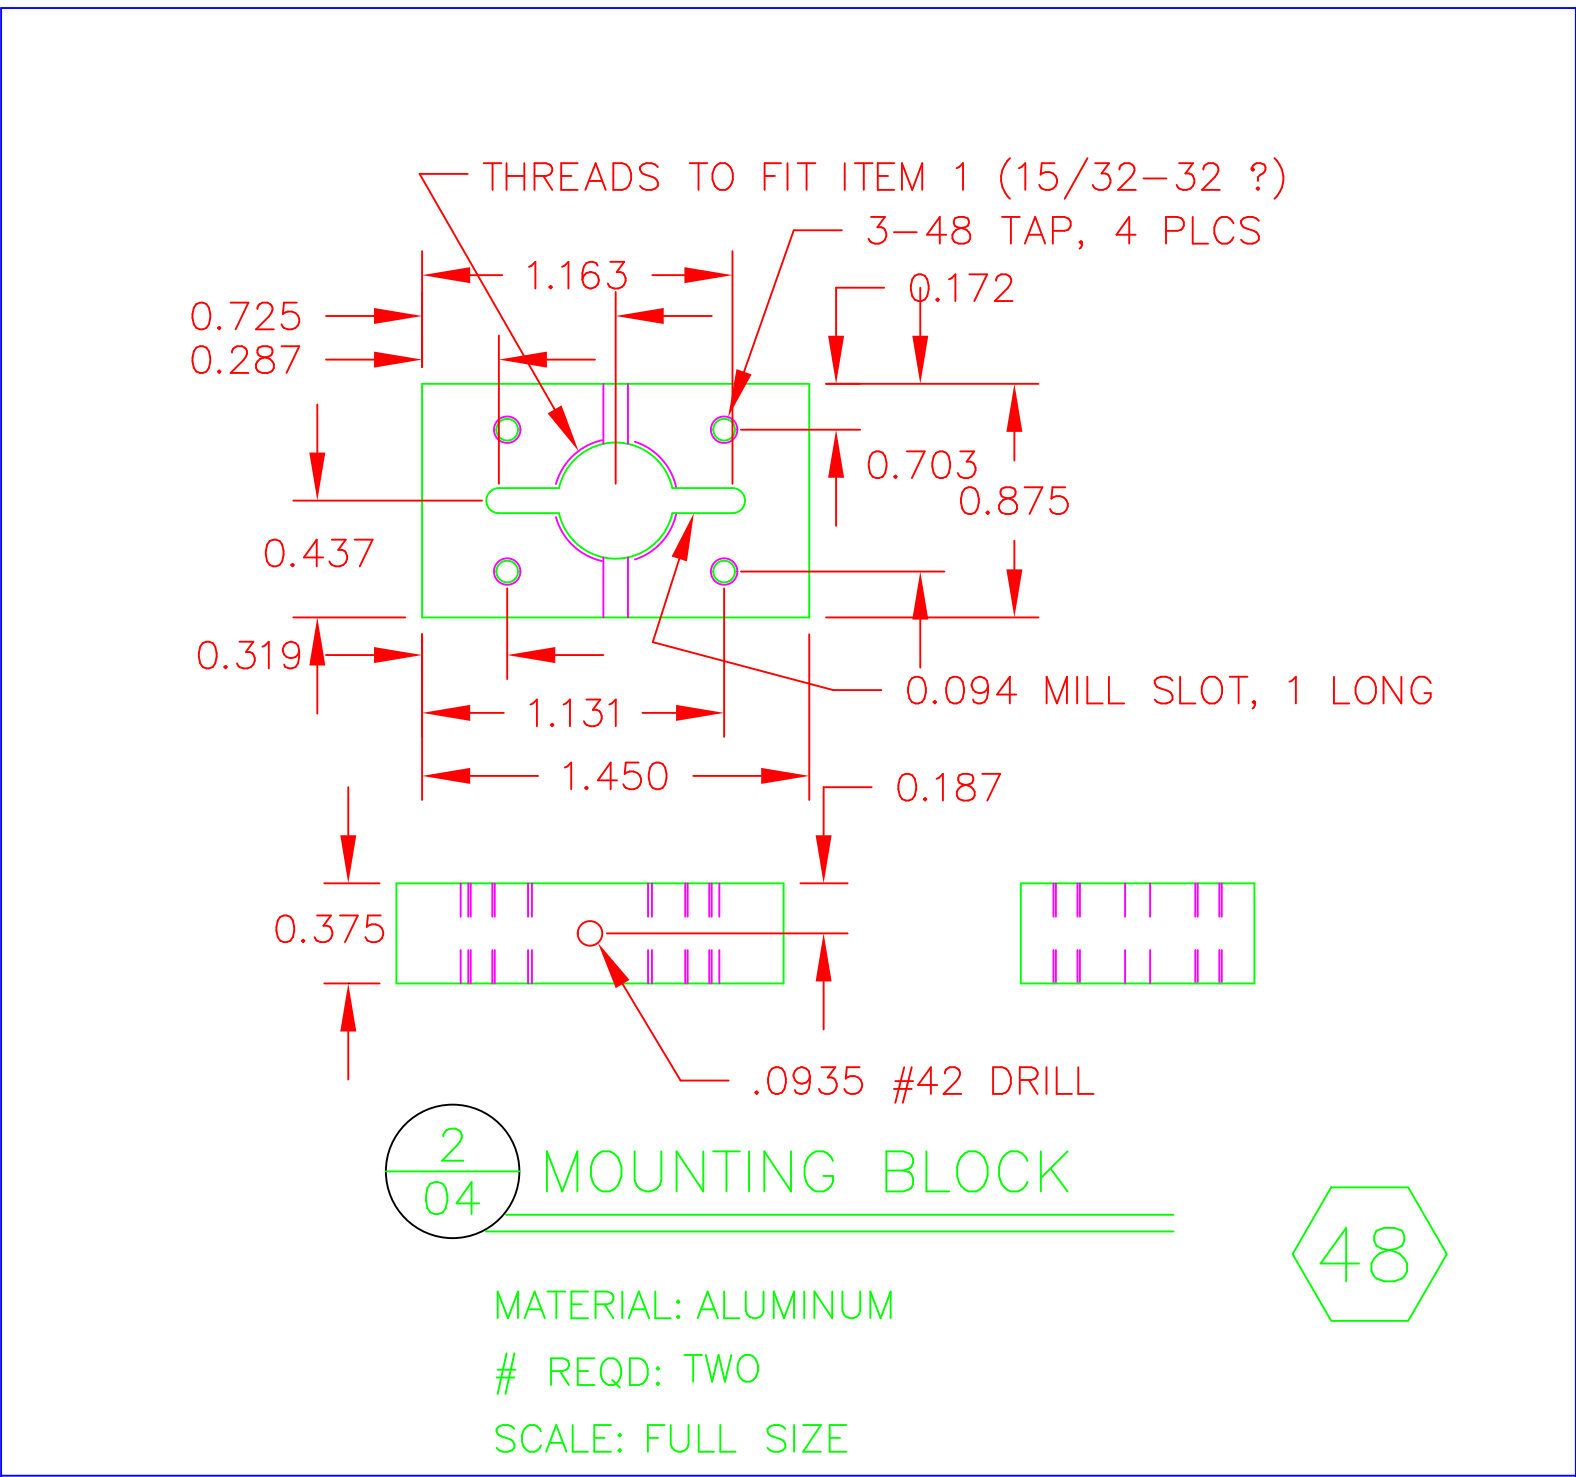 THREADS TO FIT ITEM 1 (15/32-32 ?)
3-48 TAP, 4 PLCS
1.163
0.172
0.725
0.287
0.703
0.875
0.437
0.319
0.094 MILL SLOT, 1 LONG
1.131
1.450
0.187
0.375
.0935 #42 DRILL
2
04
MOUNTING BLOCK
48
MATERIAL: ALUMINUM
# REQD: TWO
SCALE: FULL SIZE